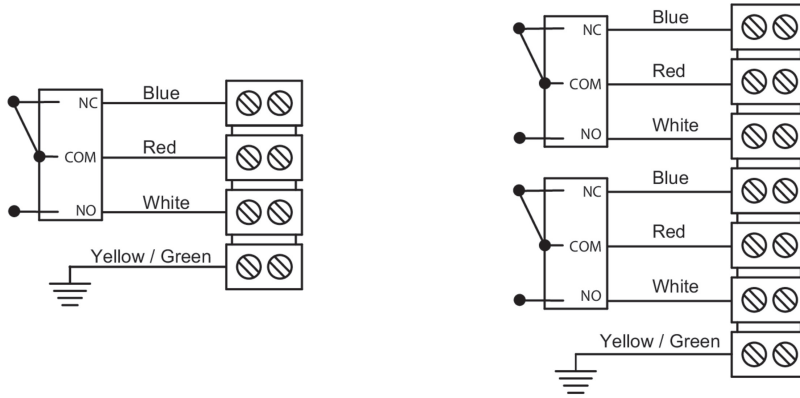 NC Blue
COM Red
NO White
Yellow / Green
NC Blue
COM Red
NO White
NC Blue
COM Red
NO White
Yellow / Green